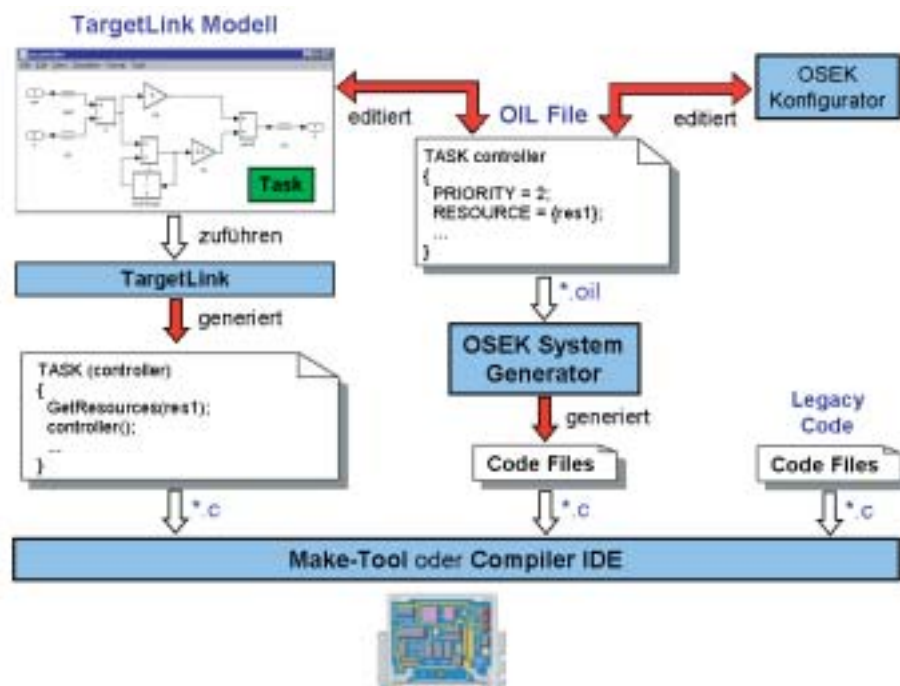 TargetLink Modell
Task
editiert
OIL File
editiert
OSEK
Konfigurator
TASK controller
{
PRIORITY = 2;
RESOURCE = {res1};
...
}
zuführen
TargetLink
generiert
*.oil
OSEK System
Generator
generiert
TASK (controller)
{
GetResources(res1);
controller();
...
}
Code Files
Legacy
Code
Code Files
*.c
*.c
*.c
Make-Tool oder Compiler IDE